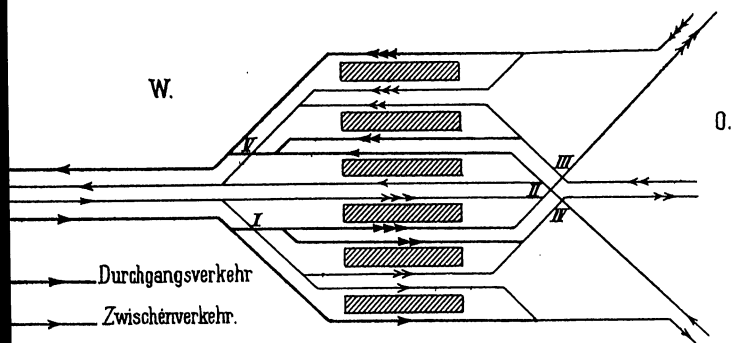 W.
O.
V
III
II
I
IV
Durchgangsverkehr
Zwischenverkehr.